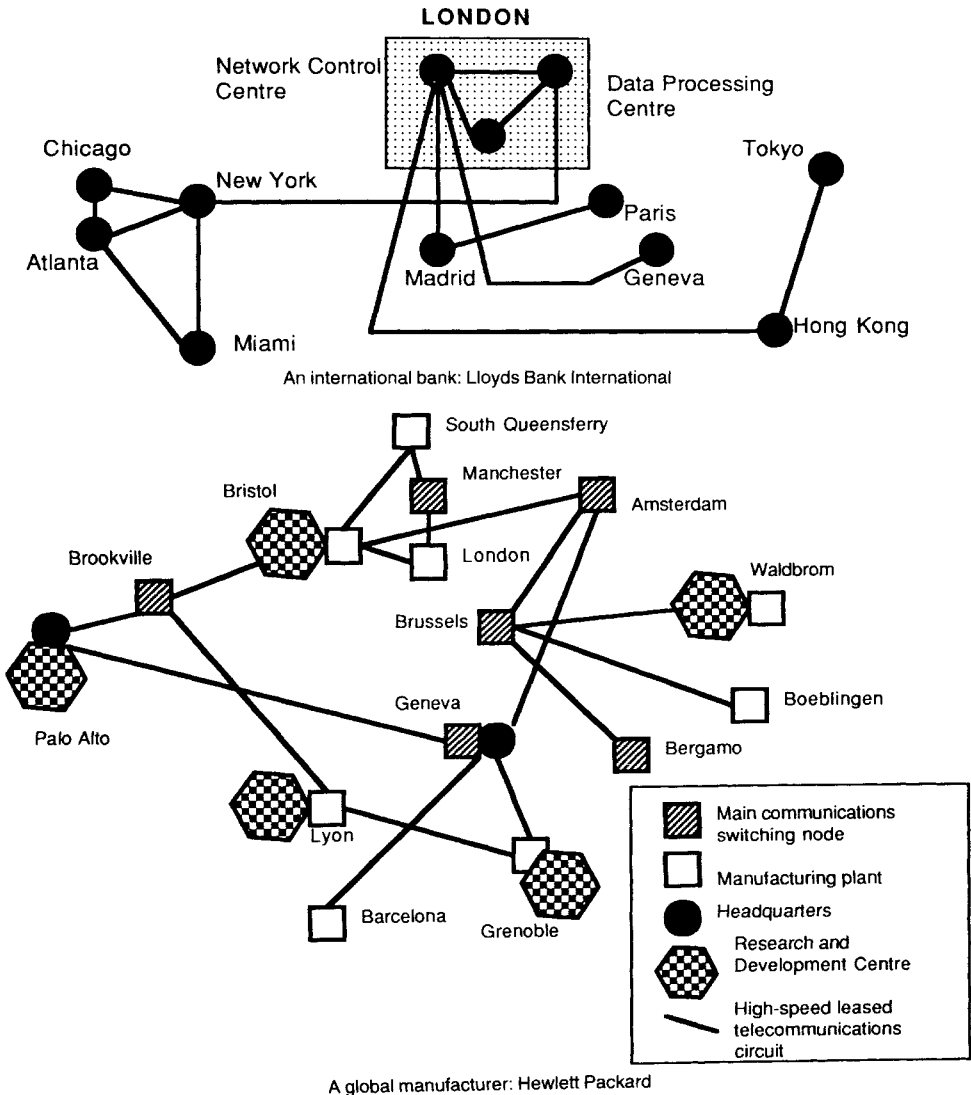 LONDON
Network Control
Centre
Data Processing
Centre
Chicago
New York
Tokyo
Paris
Atlanta
Madrid
Geneva
Miami
Hong Kong
An international bank: Lloyds Bank International
South Queensferry
Manchester
Bristol
Amsterdam
Brookville
London
Waldbrom
Brussels
Geneva
Boeblingen
Palo Alto
Bergamo
Lyon
Barcelona
Grenoble
Main communications
switching node
Manufacturing plant
Headquarters
Research and
Development Centre
High-speed leased
telecommunications
circuit
A global manufacturer: Hewlett Packard